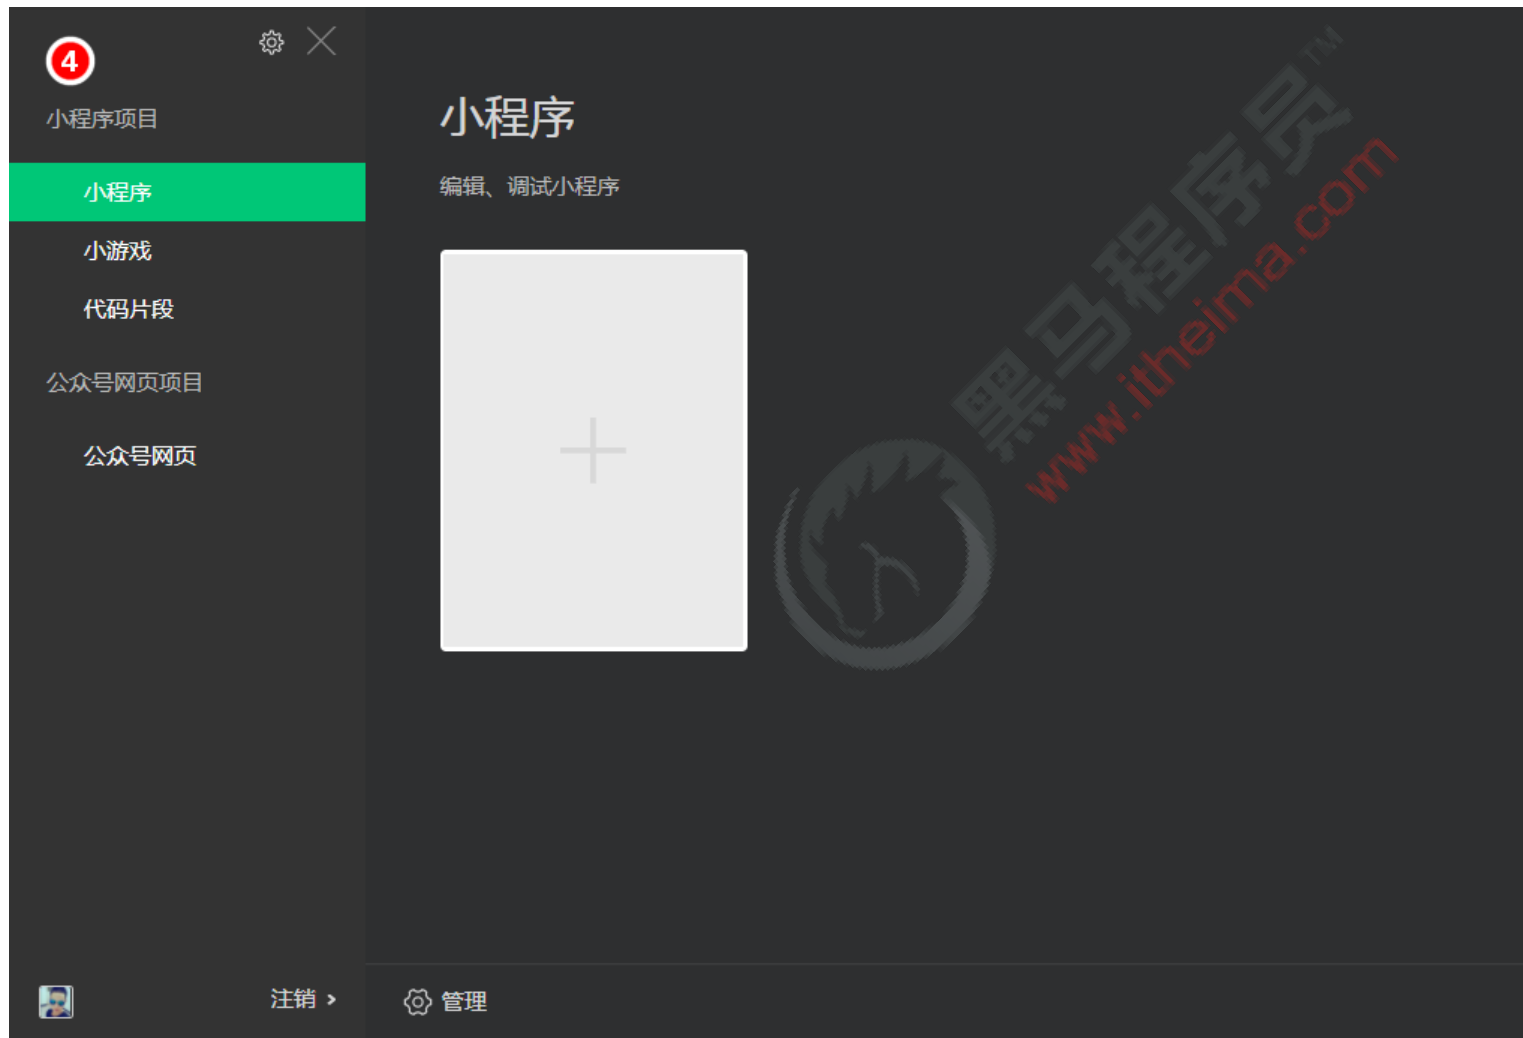 4
小程序项目
小程序
小游戏
代码片段
公众号网页项目
公众号网页
注销 >
小程序
编辑、调试小程序
管理
黑马程序员™
www.itheima.com